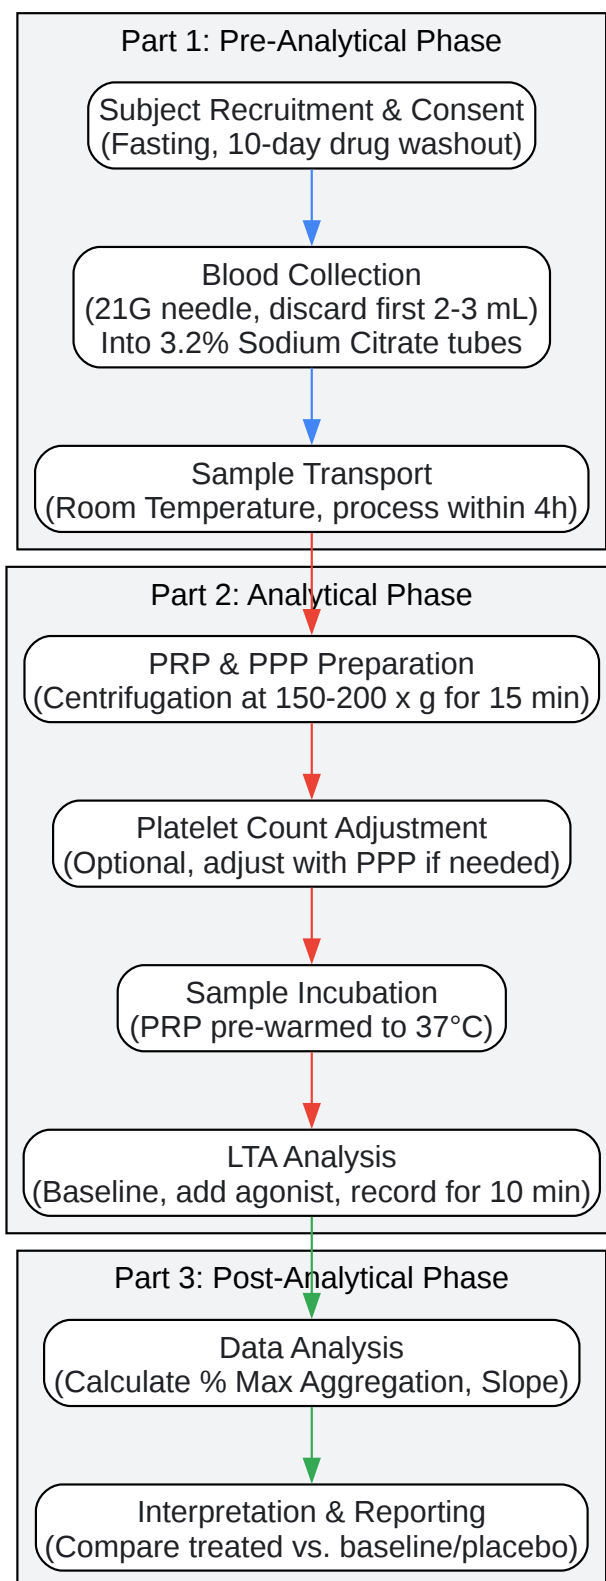 Part 1: Pre-Analytical Phase
Subject Recruitment & Consent
(Fasting, 10-day drug washout)
Blood Collection
(21G needle, discard first 2-3 mL)
Into 3.2% Sodium Citrate tubes
Sample Transport
(Room Temperature, process within 4h)
Part 2: Analytical Phase
PRP & PPP Preparation
(Centrifugation at 150-200 x g for 15 min)
Platelet Count Adjustment
(Optional, adjust with PPP if needed)
Sample Incubation
(PRP pre-warmed to 37°C)
LTA Analysis
(Baseline, add agonist, record for 10 min)
Part 3: Post-Analytical Phase
Data Analysis
(Calculate % Max Aggregation, Slope)
Interpretation & Reporting
(Compare treated vs. baseline/placebo)